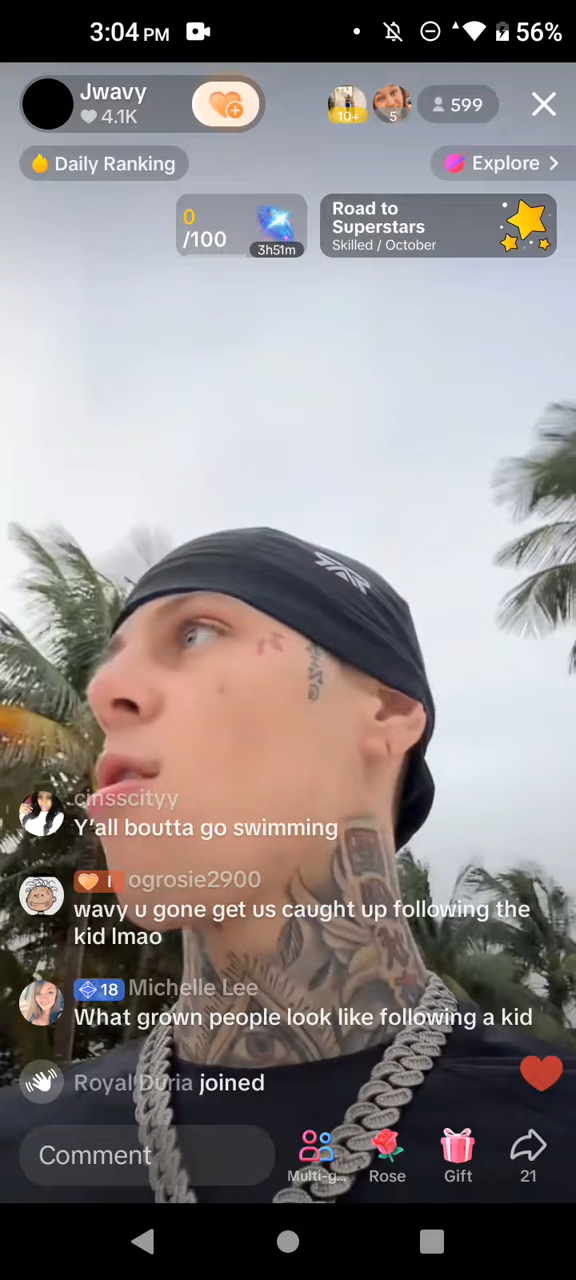 3:04 PM
56%
Jwavy
4.1K
10+
5
599
Daily Ranking
Explore >
0
/100
3h51m
Road to
Superstars
Skilled / October
cinsscityy
Y’all boutta go swimming
I ogrosie2900
wavy u gone get us caught up following the
kid lmao
18 Michelle Lee
What grown people look like following a kid
Royal Duria joined
Comment
Multi-g...
Rose
Gift
21